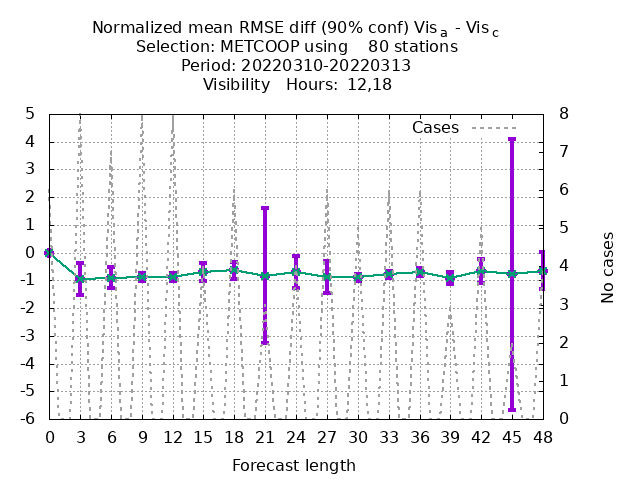 Normalized mean RMSE diff (90% conf) Vis a - Vis c
Selection: METCOOP using    80 stations
Period: 20220310-20220313
Visibility   Hours:  12,18
Cases
5
4
3
2
1
0
-1
-2
-3
-4
-5
-6
8
7
6
5
4
3
2
1
0
No cases
0 3 6 9 12 15 18 21 24 27 30 33 36 39 42 45 48
Forecast length